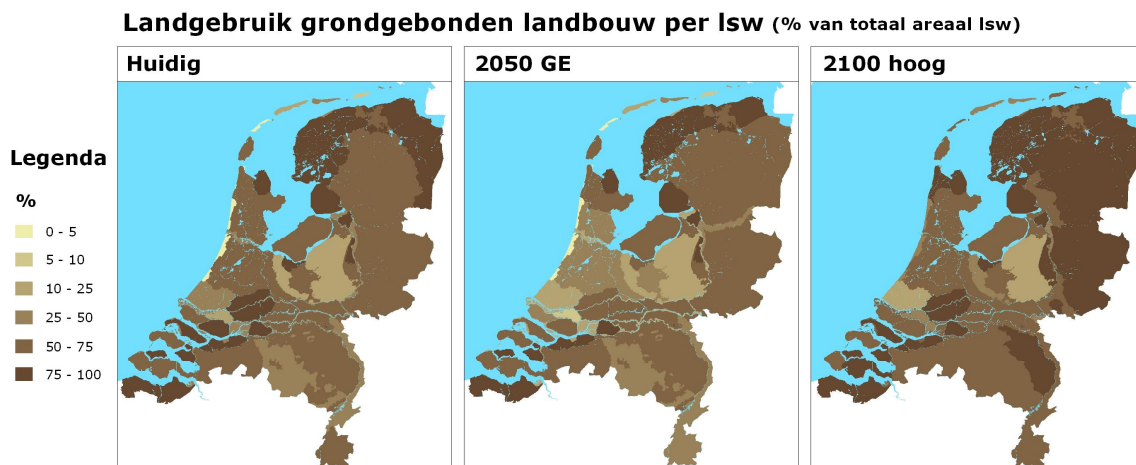 Landgebruik grondgebonden landbouw per lsw (% van totaal areaal lsw)
Huidig
2050 GE
2100 hoog
Legenda
%
0 - 5
5 - 10
10 - 25
25 - 50
50 - 75
75 - 100